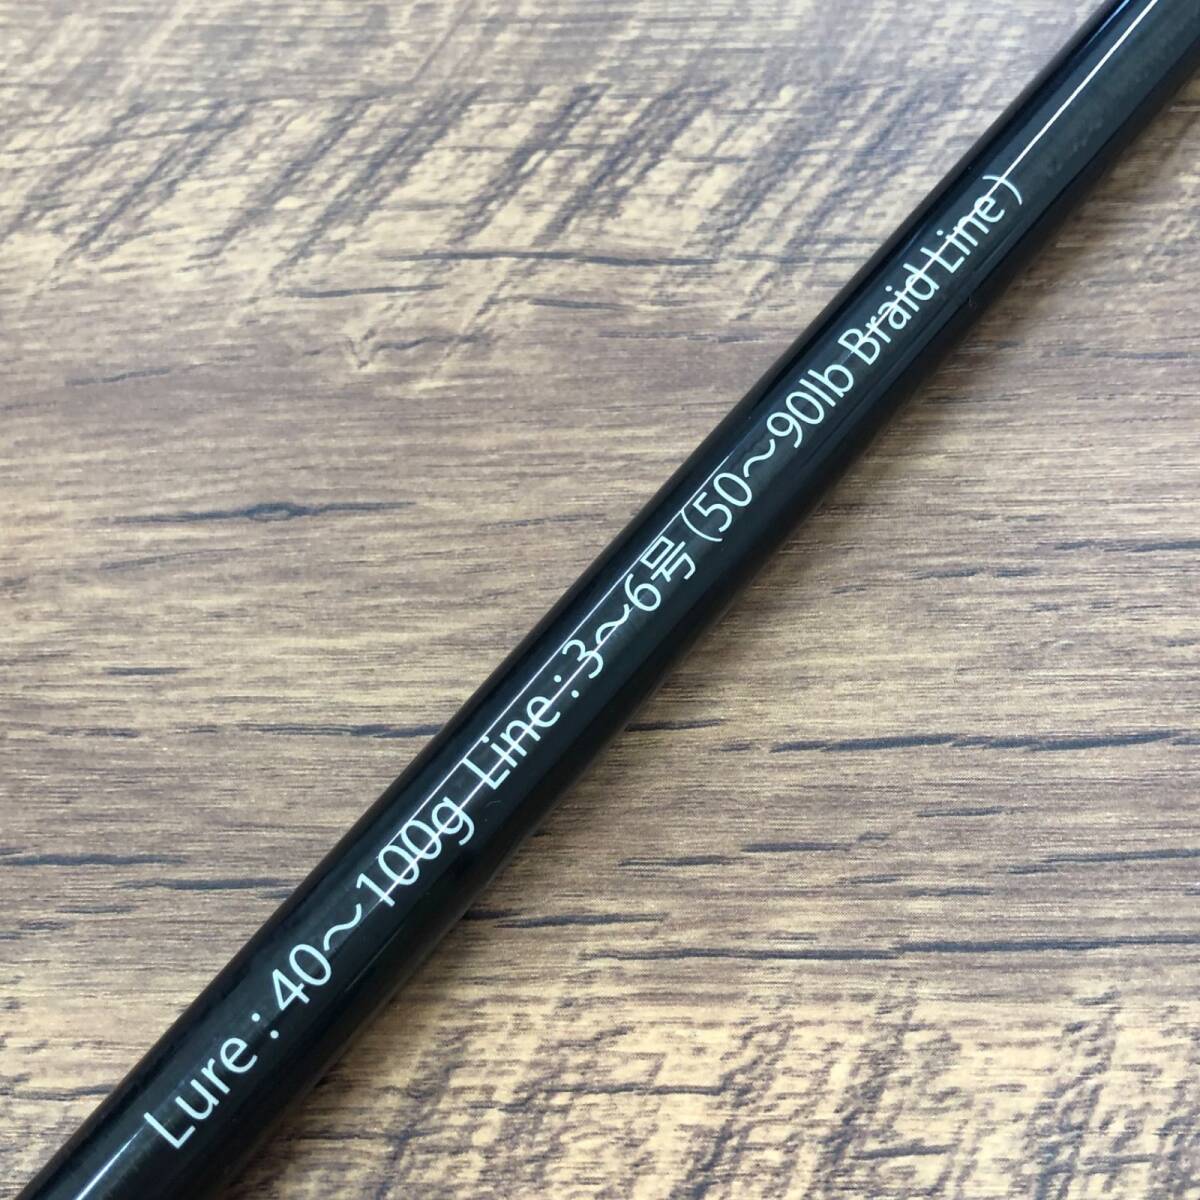 Lure : 40～100g Line : 3～6号 (50～90lb Braid Line)